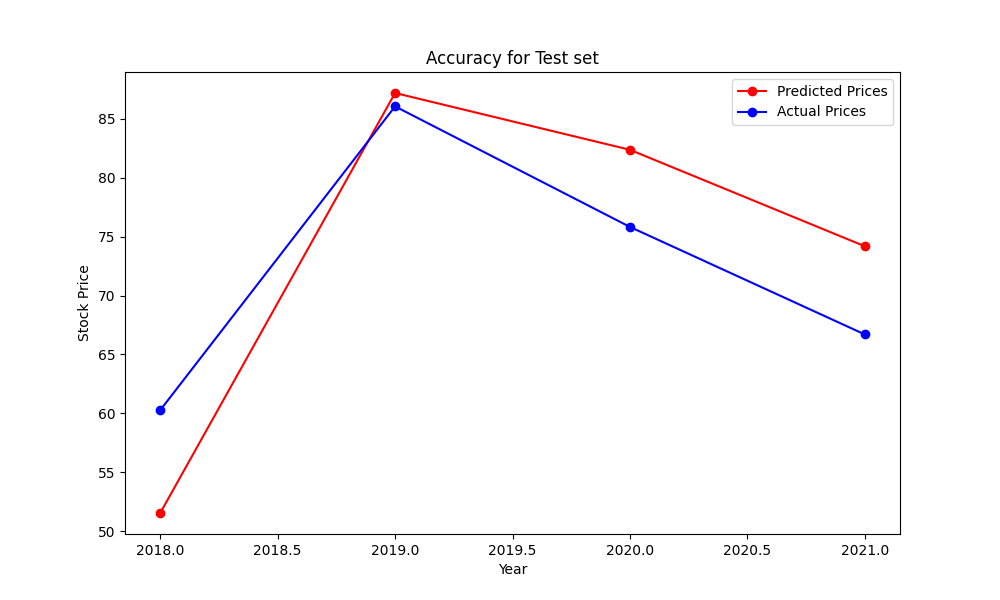 Accuracy for Test set
Predicted Prices
Actual Prices
85
80
75
70
65
60
55
50
Stock Price
2018.0 2018.5 2019.0 2019.5 2020.0 2020.5 2021.0
Year